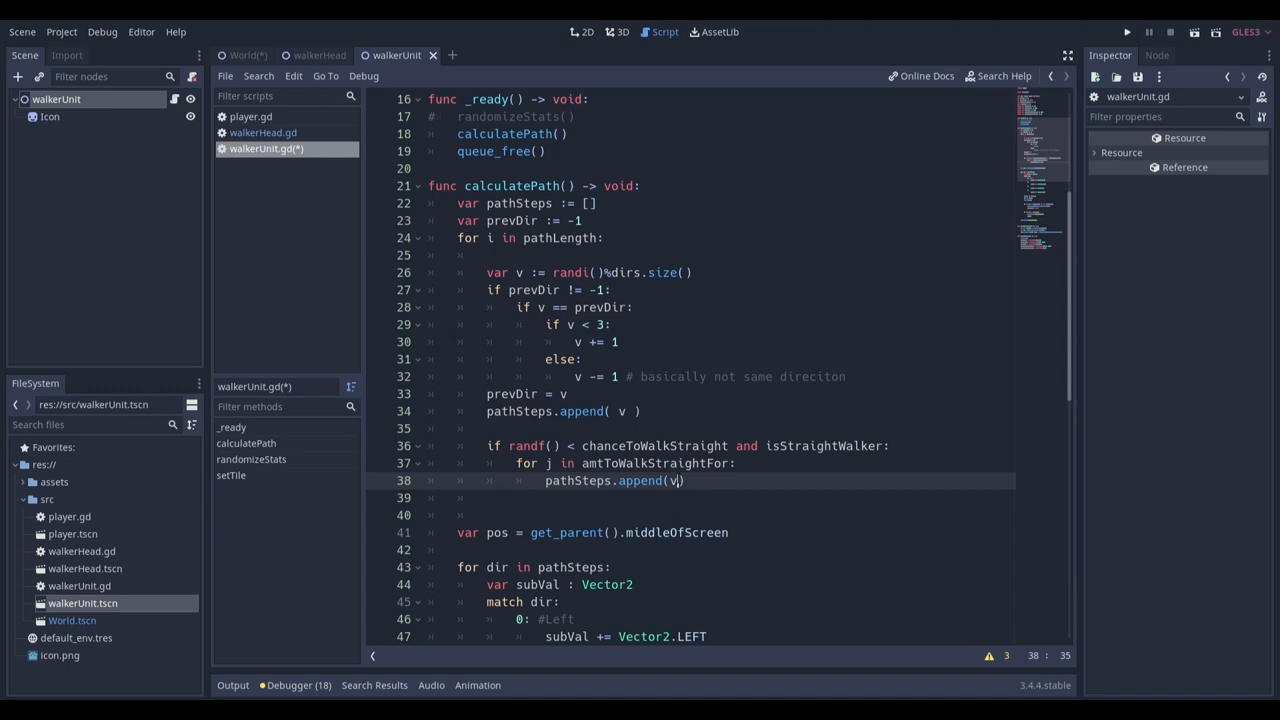 Scene Project Debug Editor Help
2D 3D Script AssetLib
GLES3
Scene Import
World(*) walkerHead walkerUnit
Inspector Node
Filter nodes
File Search Edit Go To Debug
Online Docs Search Help
walkerUnit
Icon
Filter scripts
player.gd
walkerHead.gd
walkerUnit.gd(*)
walkerUnit.gd
Filter properties
Resource
Resource
Reference
16 func _ready() -> void:
17 # randomizeStats()
18 calculatePath()
19 queue_free()
20
21 func calculatePath() -> void:
22 var pathSteps := []
23 var prevDir := -1
24 for i in pathLength:
25
26 var v := randi()%dirs.size()
27 if prevDir != -1:
28 if v == prevDir:
29 if v < 3:
30 v += 1
31 else:
32 v -= 1 # basically not same direciton
33 prevDir = v
34 pathSteps.append( v )
35
36 if randf() < chanceToWalkStraight and isStraightWalker:
37 for j in amtToWalkStraightFor:
38 pathSteps.append(v)
39
40
41 var pos = get_parent().middleOfScreen
42
43 for dir in pathSteps:
44 var subVal : Vector2
45 match dir:
46 0: #Left
47 subVal += Vector2.LEFT
walkerUnit.gd(*)
Filter methods
_ready
calculatePath
randomizeStats
setTile
FileSystem
res://src/walkerUnit.tscn
Search files
Favorites:
res://
assets
src
player.gd
player.tscn
walkerHead.gd
walkerHead.tscn
walkerUnit.gd
walkerUnit.tscn
World.tscn
default_env.tres
icon.png
3 38 : 35
Output Debugger (18) Search Results Audio Animation
3.4.4.stable